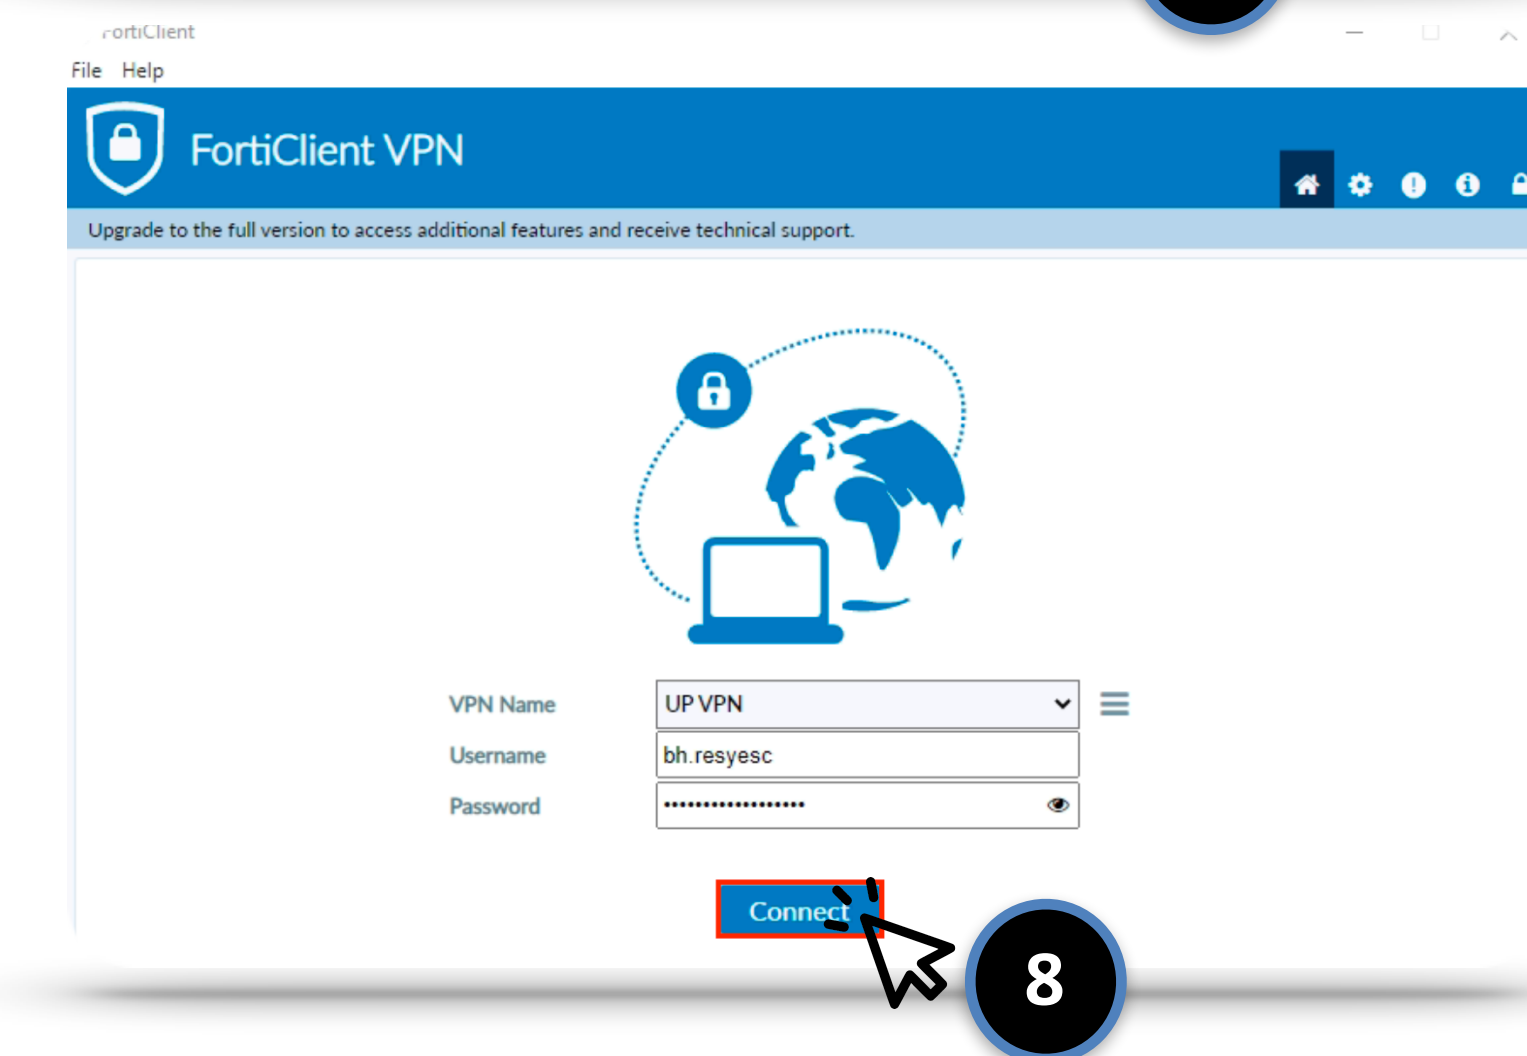 FortiClient
File Help
FortiClient VPN
Upgrade to the full version to access additional features and receive technical support.
VPN Name UP VPN
Username bh.resyesc
Password ••••••••••••••••••
Connect
8